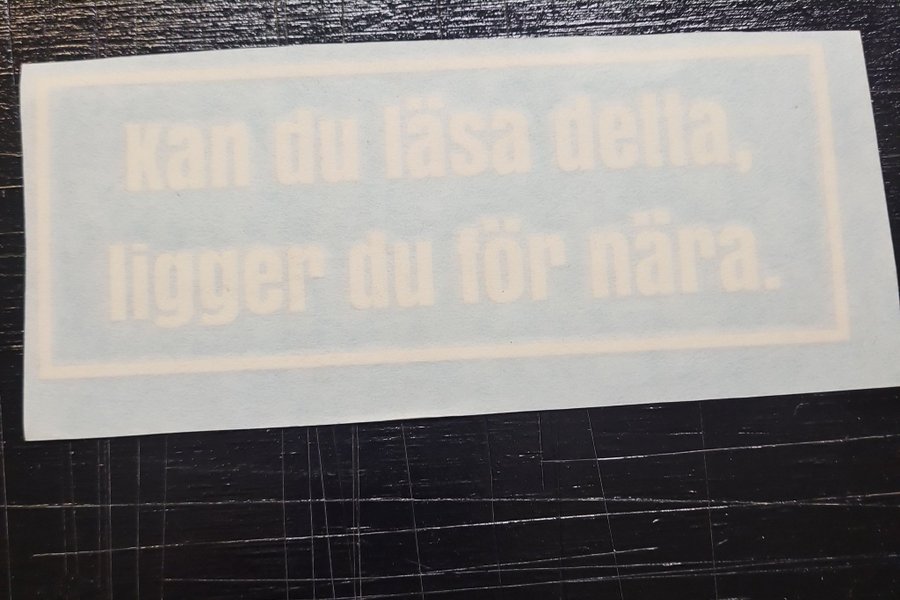 Kan du läsa detta,
ligger du för nära.